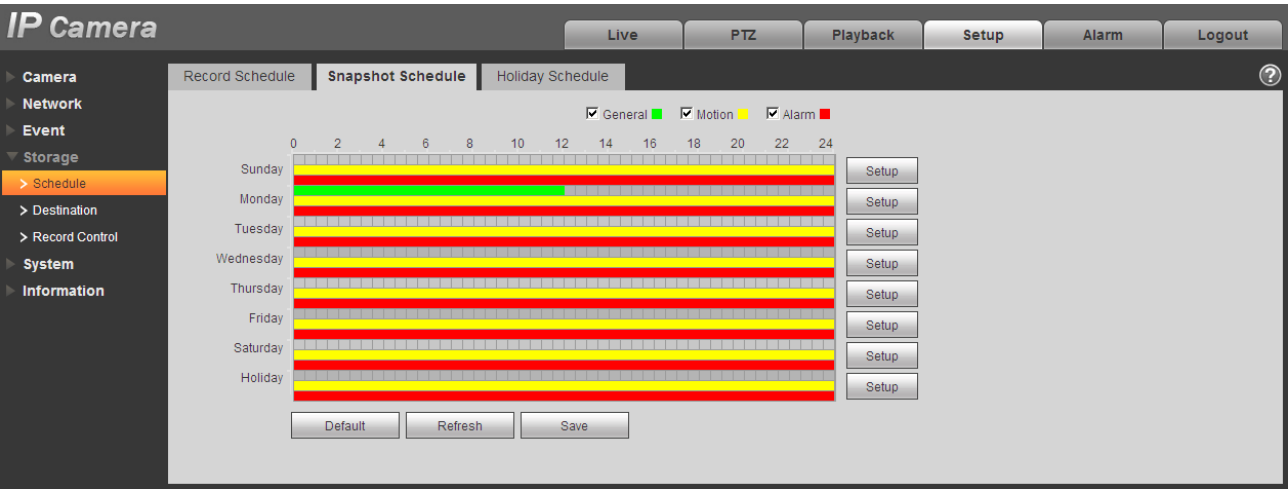 IP Camera
Live PTZ Playback Setup Alarm Logout
Camera
Network
Event
Storage
> Schedule
> Destination
> Record Control
System
Information
Record Schedule Snapshot Schedule Holiday Schedule ?
General Motion Alarm
0 2 4 6 8 10 12 14 16 18 20 22 24
Sunday Setup
Monday Setup
Tuesday Setup
Wednesday Setup
Thursday Setup
Friday Setup
Saturday Setup
Holiday Setup
Default Refresh Save